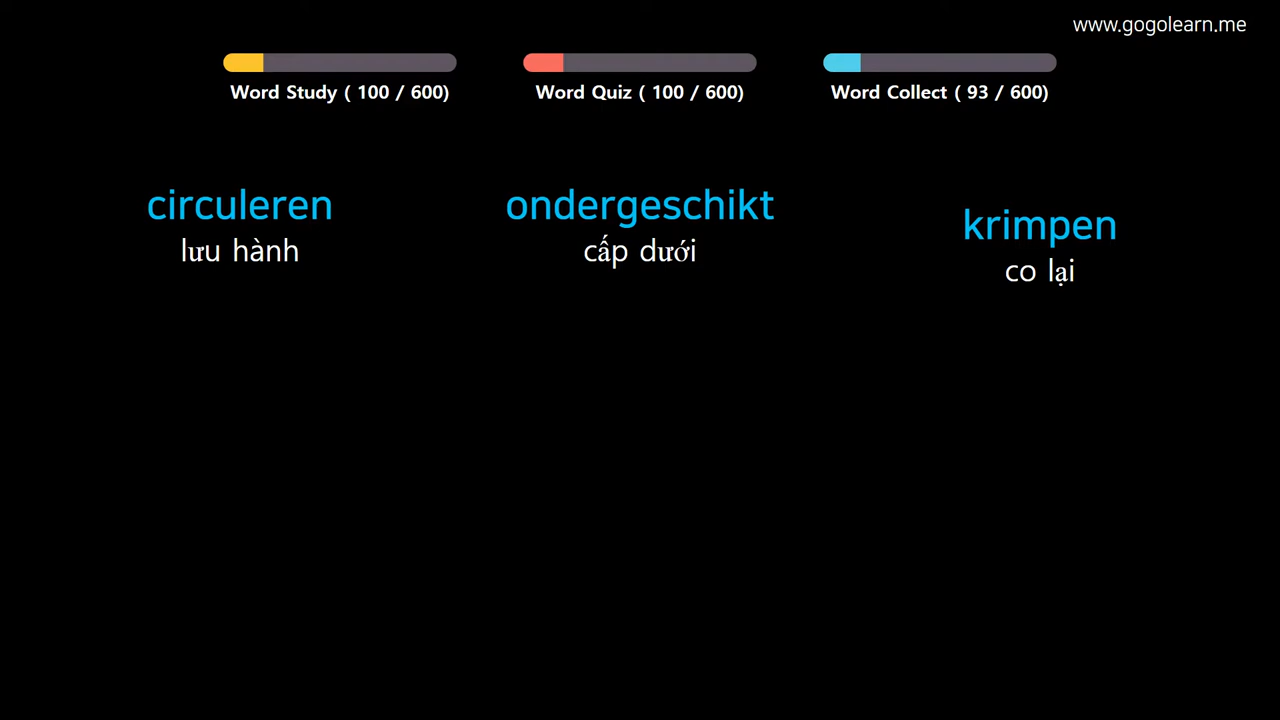 www.gogolearn.me
Word Study ( 100 / 600)
Word Quiz ( 100 / 600)
Word Collect ( 93 / 600)
circuleren
lưu hành
ondergeschikt
cấp dưới
krimpen
co lại